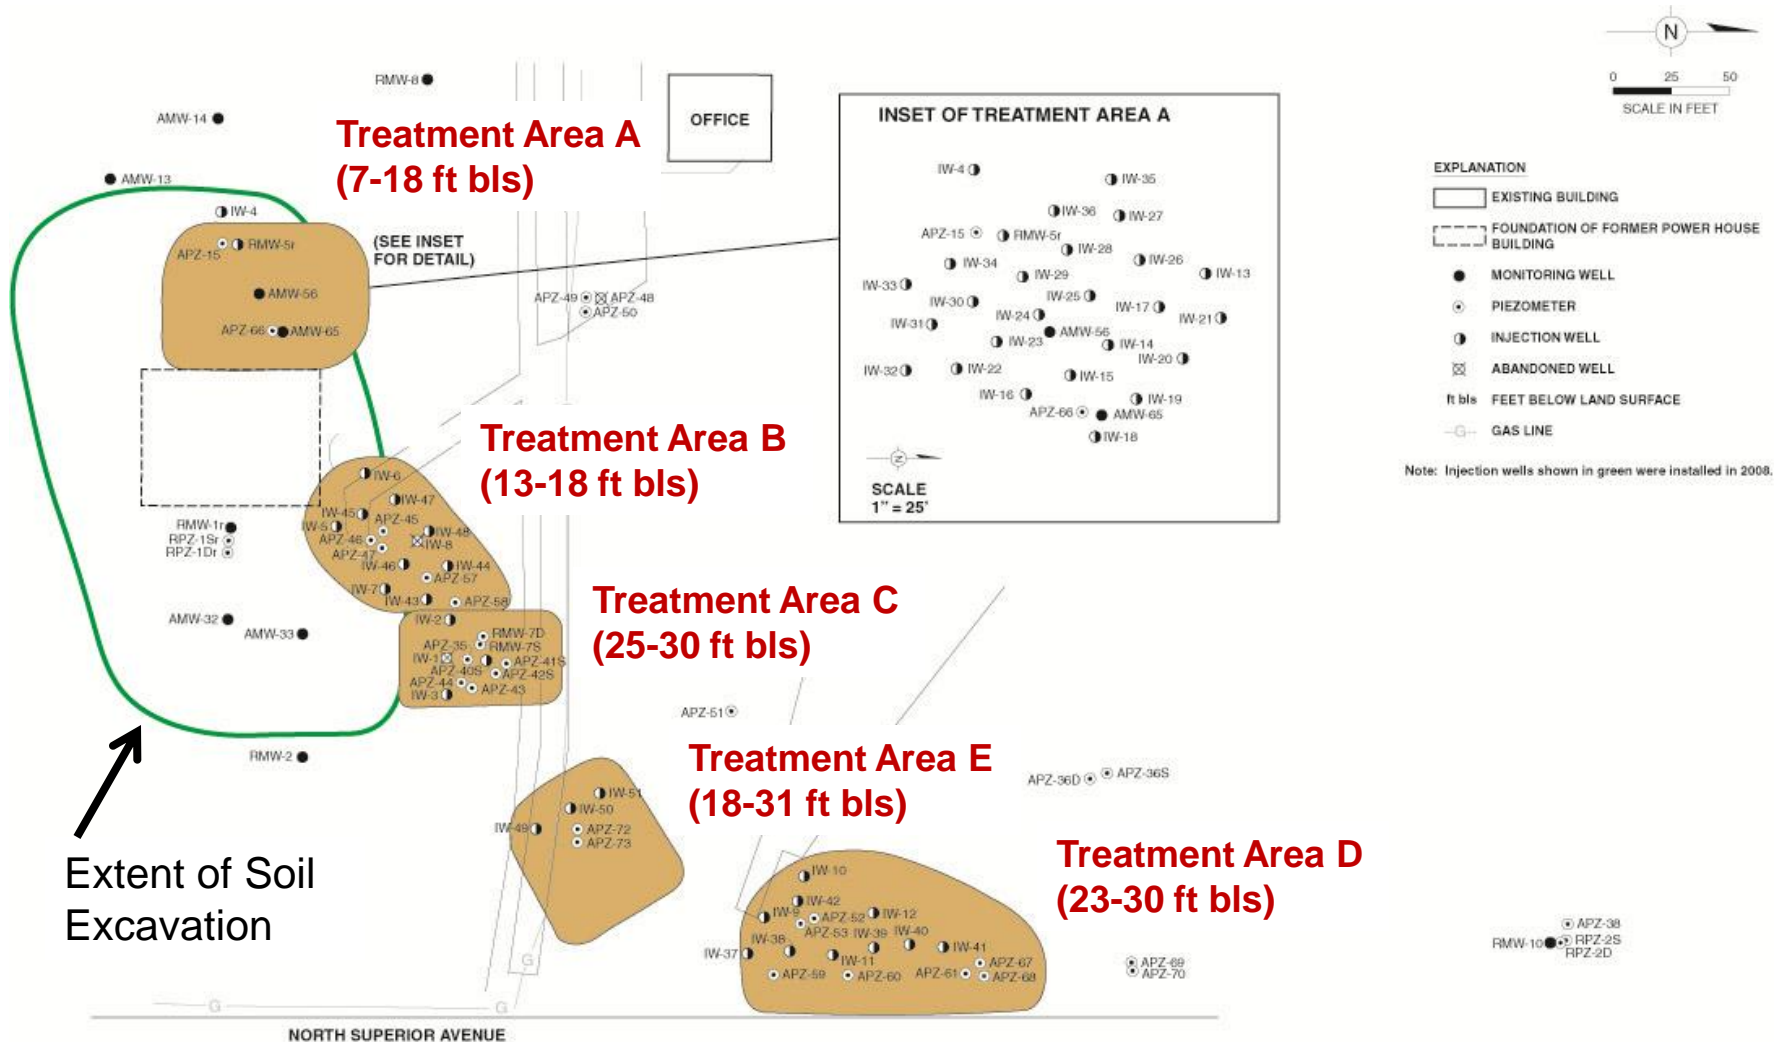 N
0 25 50
SCALE IN FEET
RMW-8
AMW-14
OFFICE
Treatment Area A
(7-18 ft bls)
AMW-13
IW-4
RMW-5r
APZ-15
(SEE INSET
FOR DETAIL)
AMW-56
APZ-66
AMW-65
APZ-49
APZ-48
APZ-50
INSET OF TREATMENT AREA A
IW-4
IW-35
IW-36
IW-27
APZ-15
RMW-5r
IW-28
IW-26
IW-34
IW-29
IW-13
IW-33
IW-30
IW-25
IW-17
IW-24
IW-21
IW-31
AMW-56
IW-23
IW-14
IW-20
IW-32
IW-22
IW-15
IW-16
IW-19
APZ-66
AMW-65
IW-18
N
SCALE
1" = 25'
EXPLANATION
EXISTING BUILDING
FOUNDATION OF FORMER POWER HOUSE
BUILDING
MONITORING WELL
PIEZOMETER
INJECTION WELL
ABANDONED WELL
ft bls FEET BELOW LAND SURFACE
G GAS LINE
Note: Injection wells shown in green were installed in 2008.
Treatment Area B
(13-18 ft bls)
IW-6
IW-47
IW-45
APZ-45
IW-5
IW-48
APZ-46
IW-8
APZ-47
IW-46
IW-44
APZ-57
IW-7
IW-43
APZ-58
RMW-1r
RPZ-1Sr
RPZ-1Dr
AMW-32
AMW-33
Treatment Area C
(25-30 ft bls)
IW-2
RMW-7D
APZ-35
RMW-7S
IW-1
APZ-41S
APZ-40S
APZ-42S
APZ-44
APZ-43
IW-3
APZ-51
RMW-2
Treatment Area E
(18-31 ft bls)
IW-51
IW-50
IW-49
APZ-72
APZ-73
APZ-36D
APZ-36S
Treatment Area D
(23-30 ft bls)
IW-10
IW-42
IW-9
APZ-52
IW-12
APZ-53
IW-38
IW-39
IW-40
IW-37
IW-11
IW-41
APZ-67
APZ-59
APZ-60
APZ-61
APZ-68
APZ-69
APZ-70
APZ-38
RMW-10
RPZ-2S
RPZ-2D
Extent of Soil
Excavation
G
G
G
NORTH SUPERIOR AVENUE